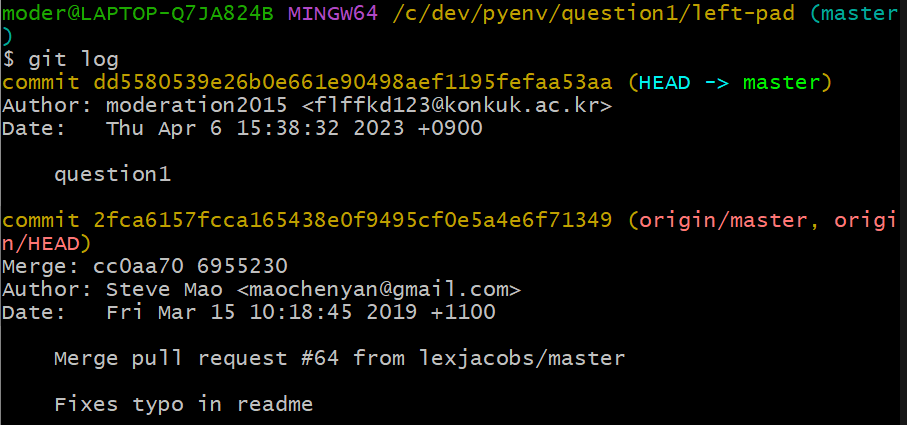 moder@LAPTOP-Q7JA824B MINGW64 /c/dev/pyenv/question1/left-pad (master
)
$ git log
commit dd5580539e26b0e661e90498aef1195fefaa53aa (HEAD -> master)
Author: moderation2015 <flffkd123@konkuk.ac.kr>
Date:   Thu Apr 6 15:38:32 2023 +0900
    question1
commit 2fca6157fcca165438e0f9495cf0e5a4e6f71349 (origin/master, origi
n/HEAD)
Merge: cc0aa70 6955230
Author: Steve Mao <maochenyan@gmail.com>
Date:   Fri Mar 15 10:18:45 2019 +1100
    Merge pull request #64 from lexjacobs/master
    Fixes typo in readme